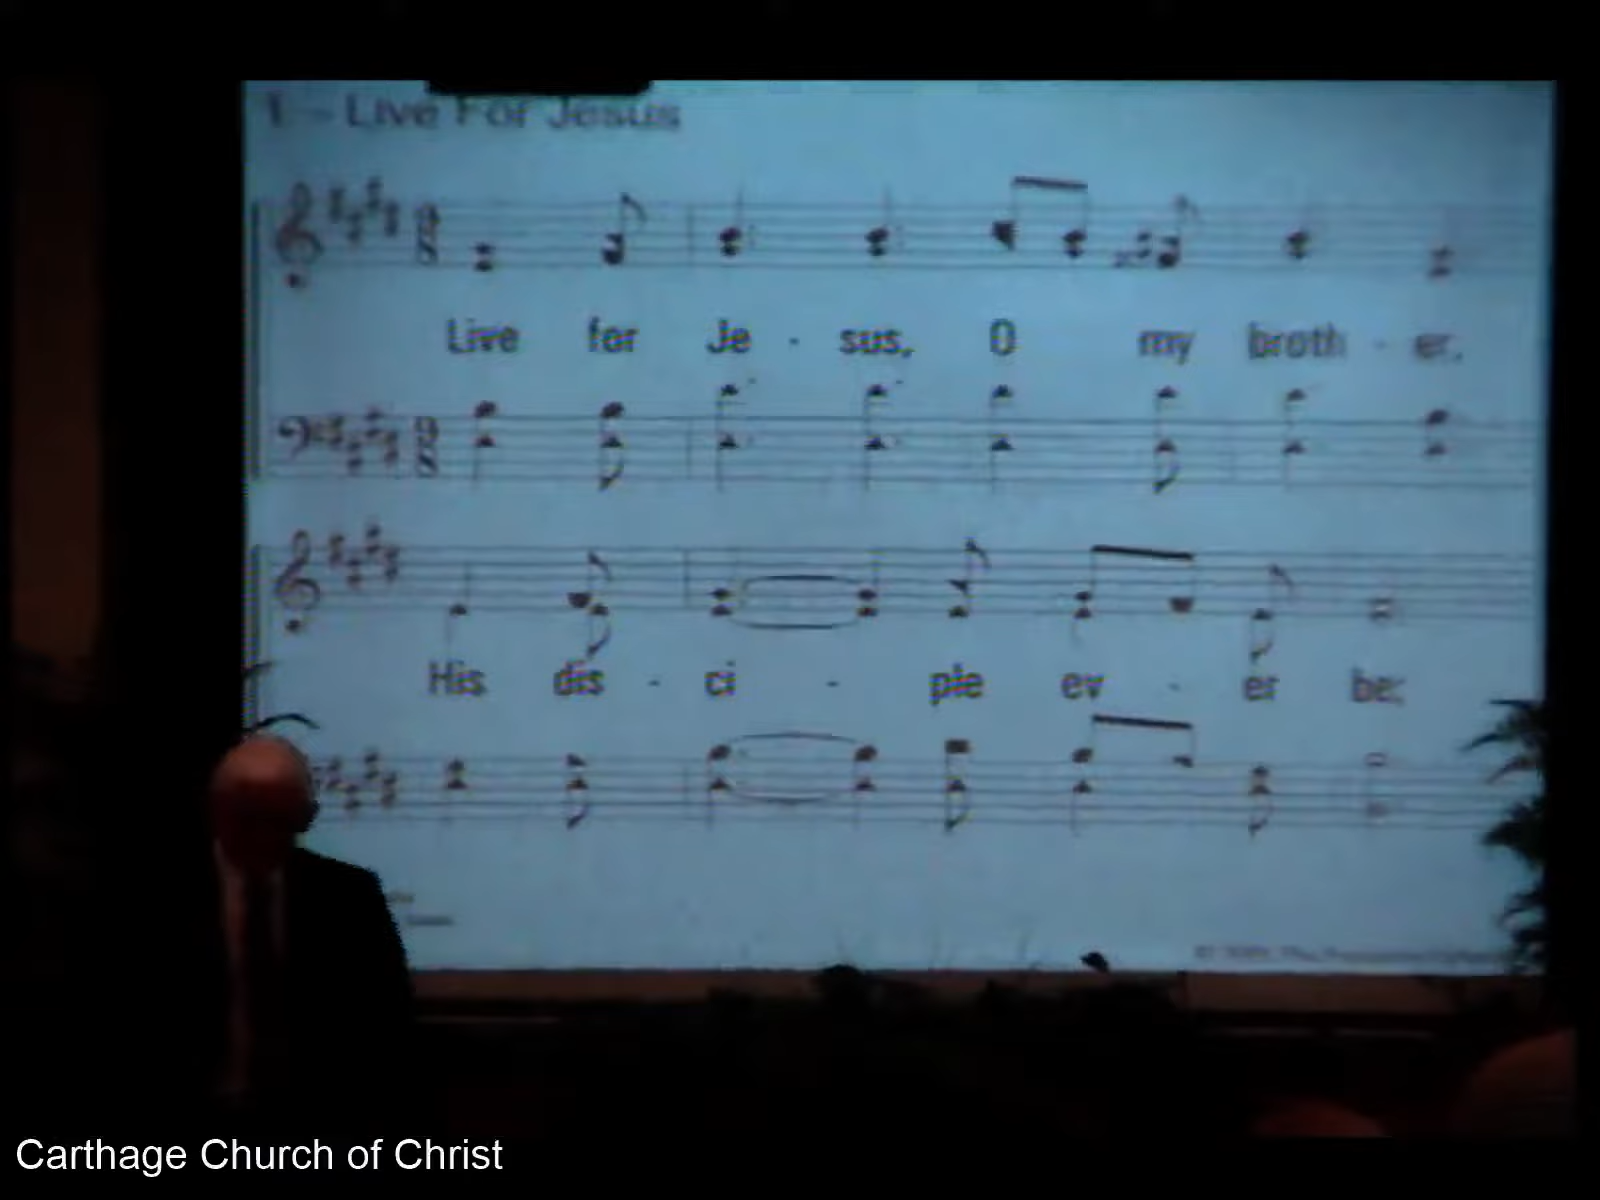 1 - Live For Jesus
Live for Je - sus, O my broth - er,
His dis - ci - ple ev - er be;
Carthage Church of Christ